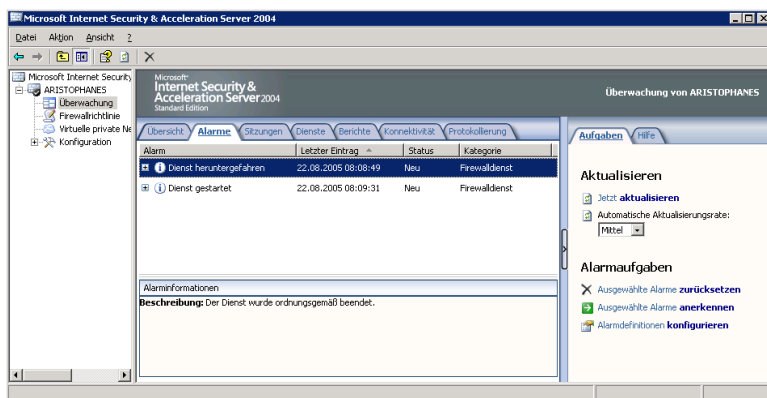 Microsoft Internet Security & Acceleration Server 2004
Datei Aktion Ansicht ?
Microsoft Internet Security
ARISTOPHANES
Überwachung
Firewallrichtlinie
Virtuelle private Ne
Konfiguration
Microsoft
Internet Security &
Acceleration Server 2004
Standard Edition
Überwachung von ARISTOPHANES
Übersicht Alarme Sitzungen Dienste Berichte Konnektivität Protokollierung
Alarm Letzter Eintrag Status Kategorie
Dienst heruntergefahren 22.08.2005 08:08:49 Neu Firewalldienst
Dienst gestartet 22.08.2005 08:09:31 Neu Firewalldienst
Alarminformationen
Beschreibung: Der Dienst wurde ordnungsgemäß beendet.
Aufgaben Hilfe
Aktualisieren
Jetzt aktualisieren
Automatische Aktualisierungsrate:
Mittel
Alarmaufgaben
Ausgewählte Alarme zurücksetzen
Ausgewählte Alarme anerkennen
Alarmdefinitionen konfigurieren